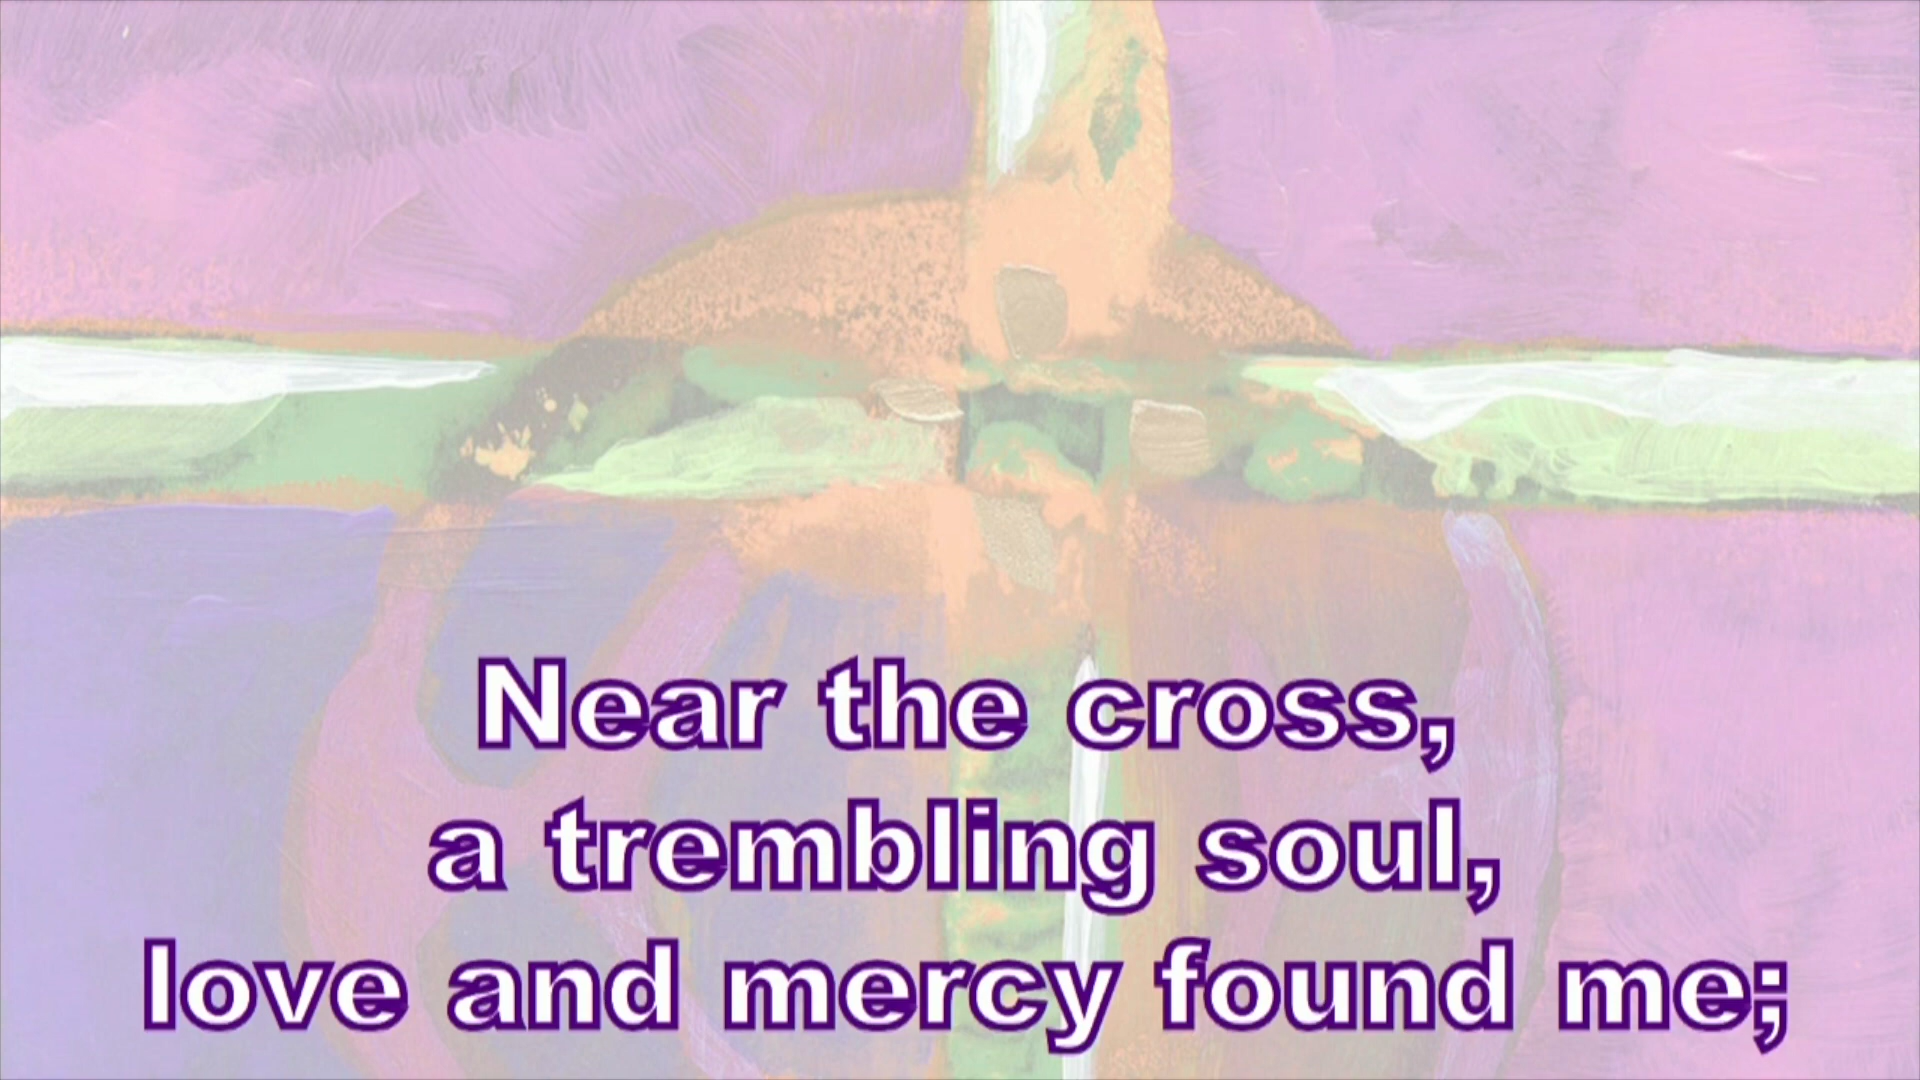 Near the cross,
a trembling soul,
love and mercy found me;